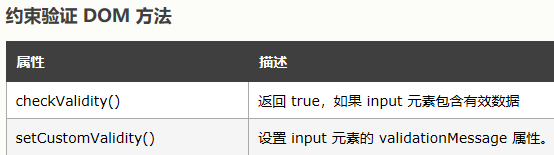 约束验证 DOM 方法
属性 描述
checkValidity() 返回 true，如果 input 元素包含有效数据
setCustomValidity() 设置 input 元素的 validationMessage 属性。